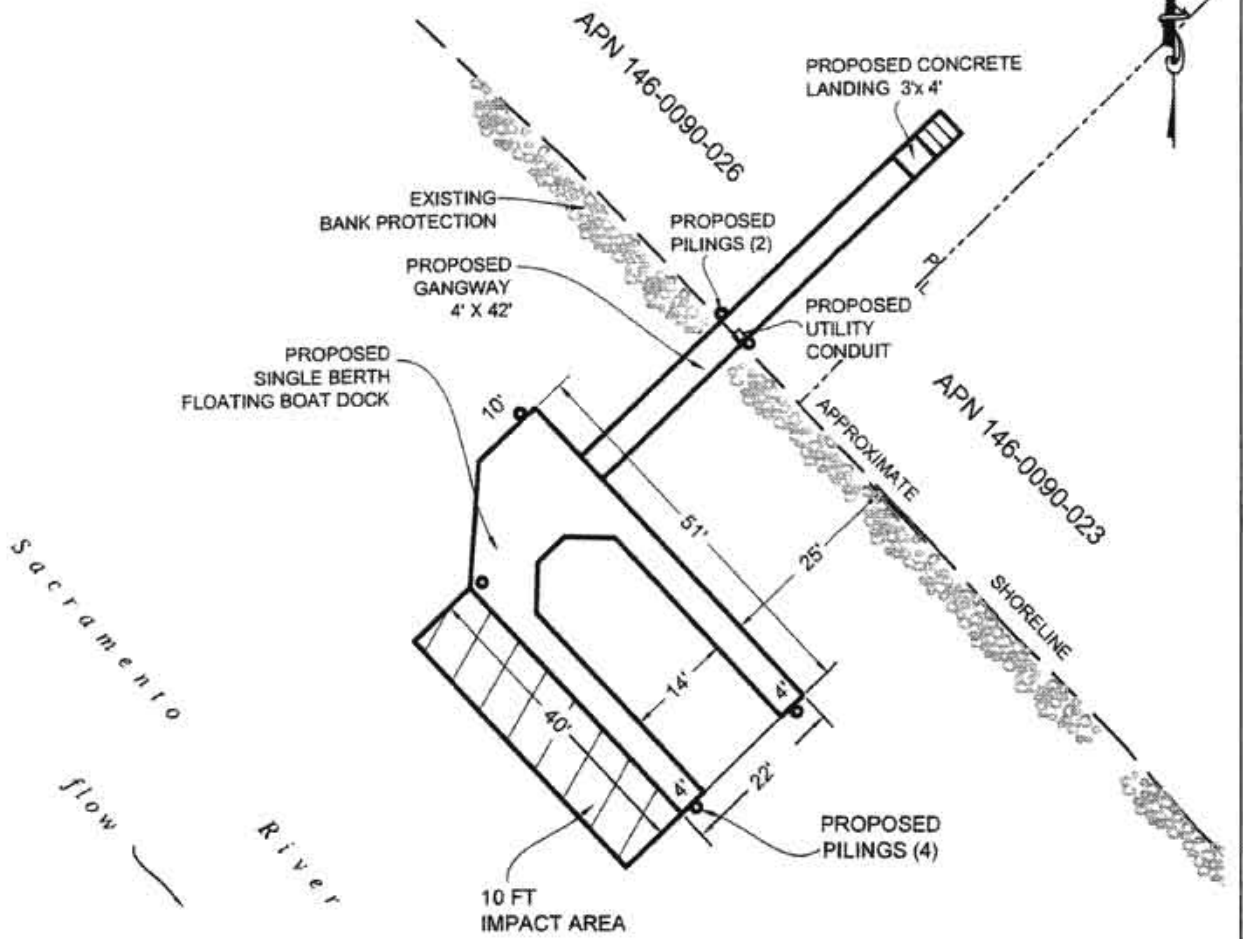 APN 146-0090-026
PROPOSED CONCRETE
LANDING 3'x 4'
EXISTING
BANK PROTECTION
PROPOSED
PILINGS (2)
PROPOSED
GANGWAY
4' X 42'
P/L
PROPOSED
UTILITY
CONDUIT
PROPOSED
SINGLE BERTH
FLOATING BOAT DOCK
10'
APPROXIMATE
SHORELINE
APN 146-0090-023
51'
25'
14'
4'
40'
4'
22'
Sacramento
River
flow
PROPOSED
PILINGS (4)
10 FT
IMPACT AREA